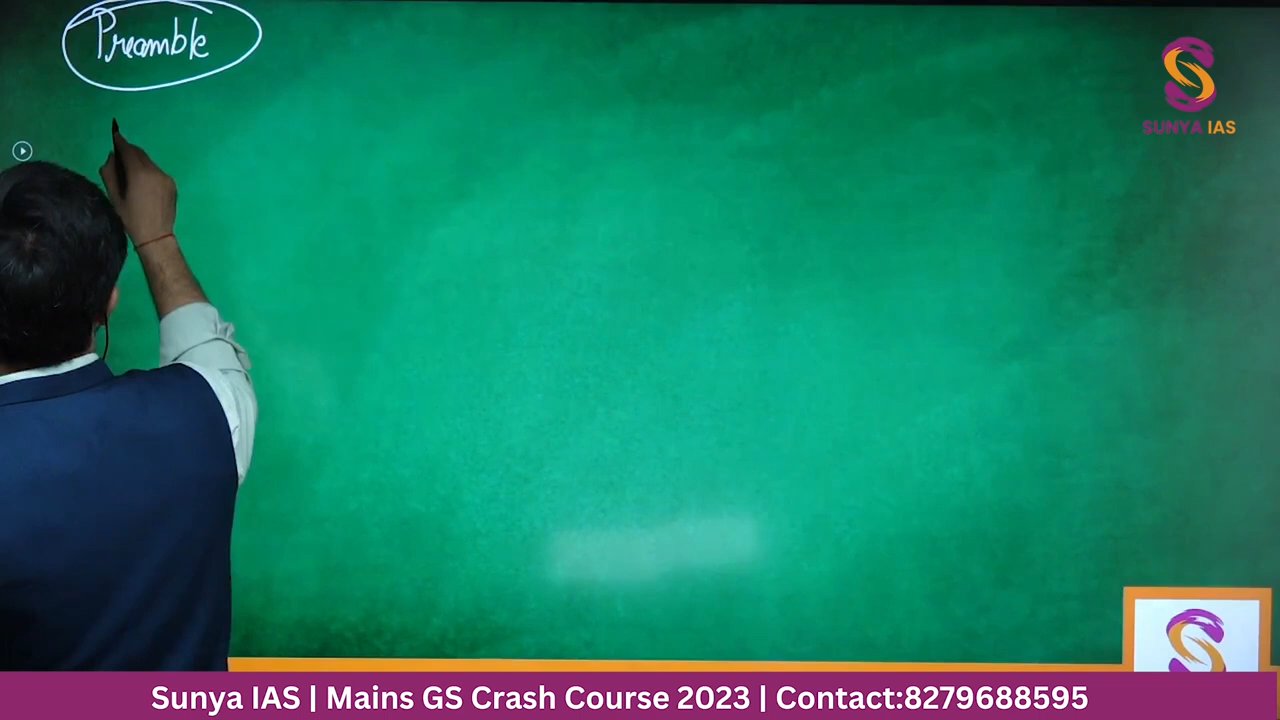 Preamble
SUNYA IAS
Sunya IAS | Mains GS Crash Course 2023 | Contact:8279688595